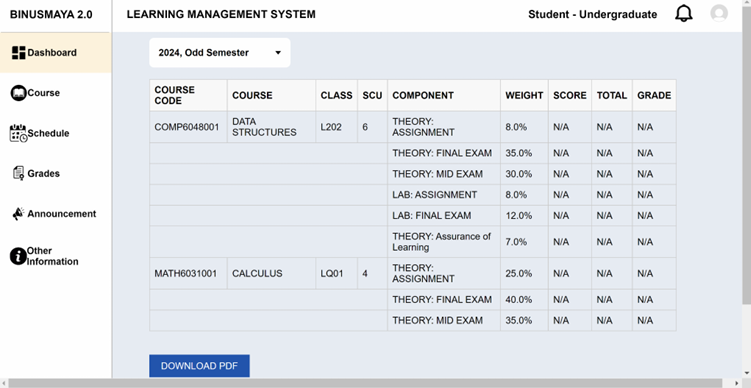 BINUSMAYA 2.0
LEARNING MANAGEMENT SYSTEM
Student - Undergraduate
Dashboard
Course
Schedule
Grades
Announcement
Other
Information
2024, Odd Semester
COURSE CODE COURSE CLASS SCU COMPONENT WEIGHT SCORE TOTAL GRADE
COMP6048001 DATA STRUCTURES L202 6 THEORY: ASSIGNMENT 8.0% N/A N/A N/A
THEORY: FINAL EXAM 35.0% N/A N/A N/A
THEORY: MID EXAM 30.0% N/A N/A N/A
LAB: ASSIGNMENT 8.0% N/A N/A N/A
LAB: FINAL EXAM 12.0% N/A N/A N/A
THEORY: Assurance of Learning 7.0% N/A N/A N/A
MATH6031001 CALCULUS LQ01 4 THEORY: ASSIGNMENT 25.0% N/A N/A N/A
THEORY: FINAL EXAM 40.0% N/A N/A N/A
THEORY: MID EXAM 35.0% N/A N/A N/A
DOWNLOAD PDF